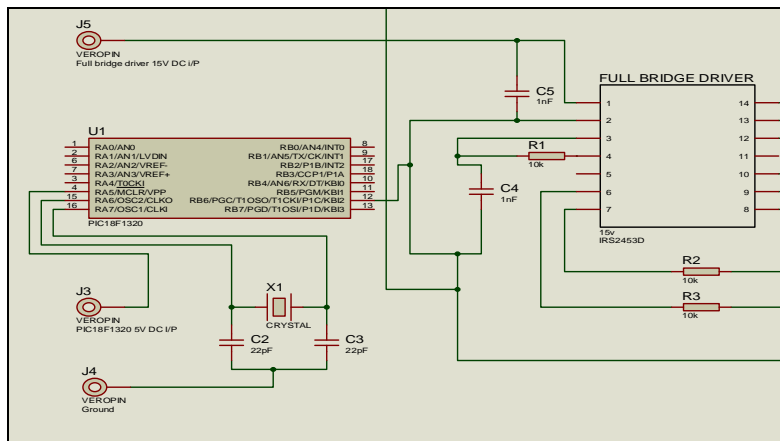 J5
VEROPIN
Full bridge driver 15V DC i/P
C5
1nF
FULL BRIDGE DRIVER
1
2
3
4
5
6
7
14
13
12
11
10
9
8
15v
IRS2453D
R1
10k
C4
1nF
U1
1 RA0/AN0
2 RA1/AN1/LVDIN
6 RA2/AN2/VREF-
7 RA3/AN3/VREF+
3 RA4/T0CKI
4 RA5/MCLR/VPP
15 RA6/OSC2/CLKO
16 RA7/OSC1/CLKI
RB0/AN4/INT0 8
RB1/AN5/TX/CK/INT1 9
RB2/P1B/INT2 17
RB3/CCP1/P1A 18
RB4/AN6/RX/DT/KBI0 10
RB5/PGM/KBI1 11
RB6/PGC/T1OSO/T1CKI/P1C/KBI2 12
RB7/PGD/T1OSI/P1D/KBI3 13
PIC18F1320
R2
10k
R3
10k
J3
VEROPIN
PIC18F1320 5V DC I/P
X1
CRYSTAL
C2
22pF
C3
22pF
J4
VEROPIN
Ground